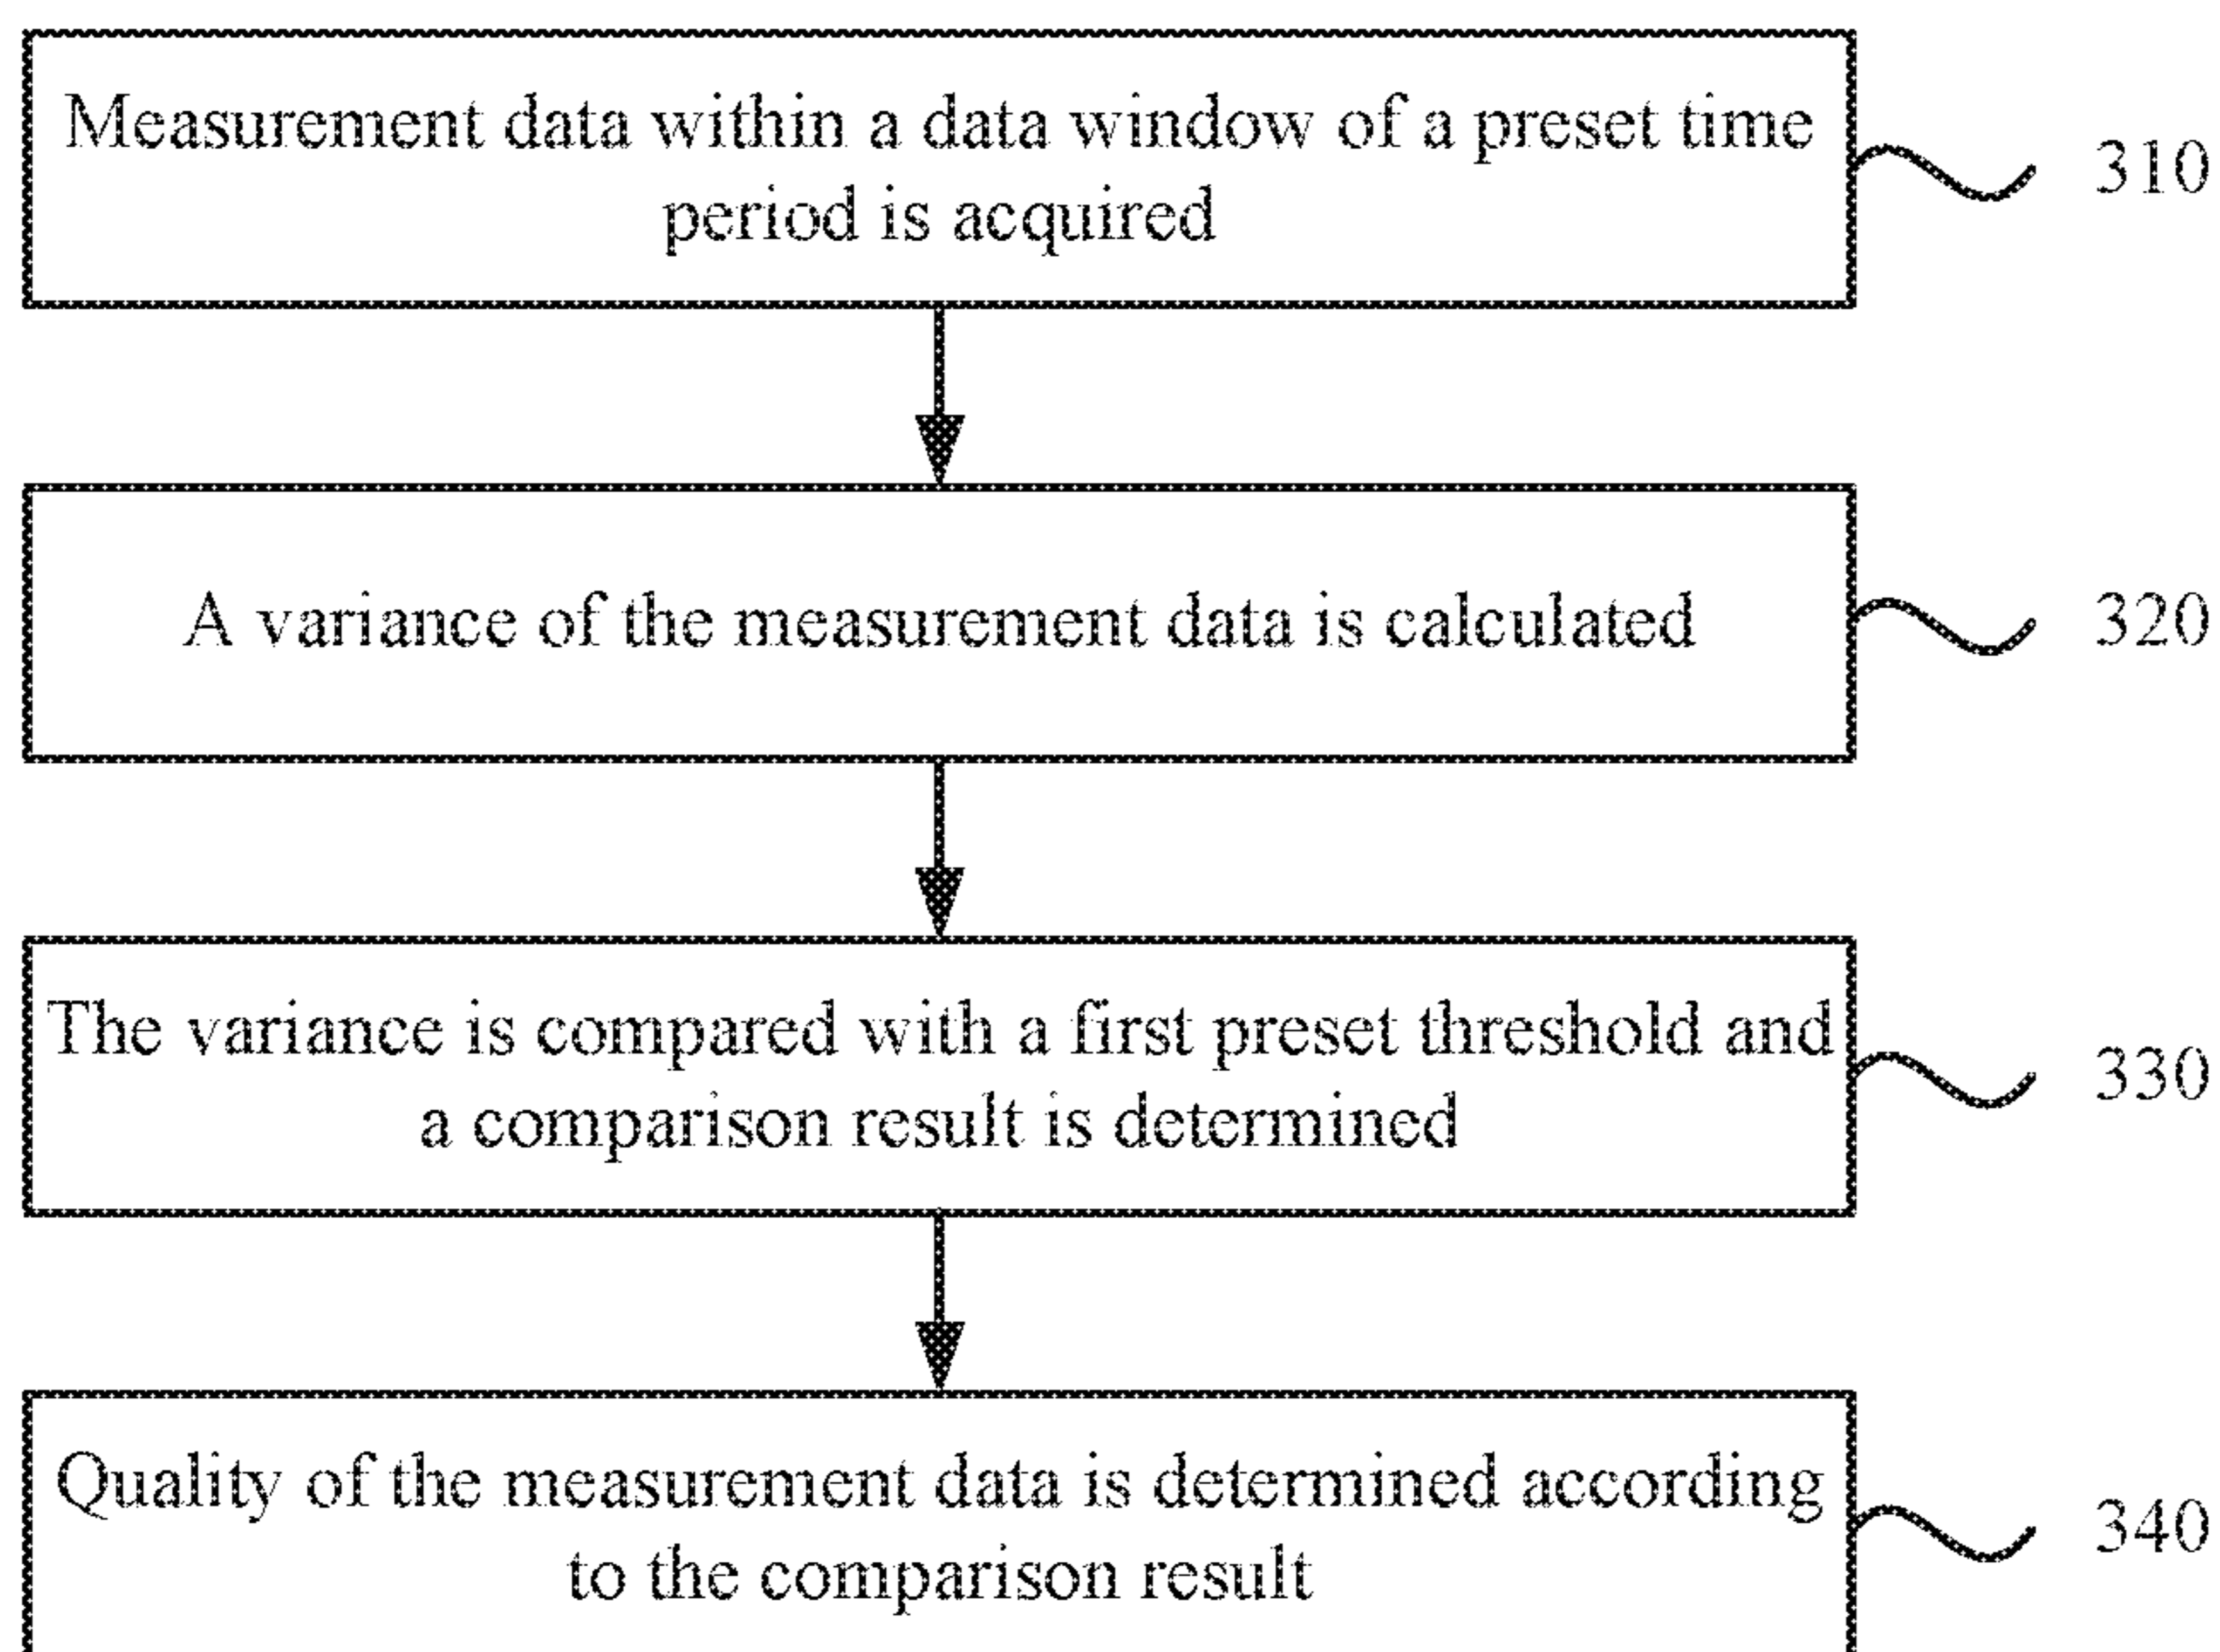 Measurement data within a data window of a preset time
period is acquired
310
A variance of the measurement data is calculated
320
The variance is compared with a first preset threshold and
a comparison result is determined
330
Quality of the measurement data is determined according
to the comparison result
340